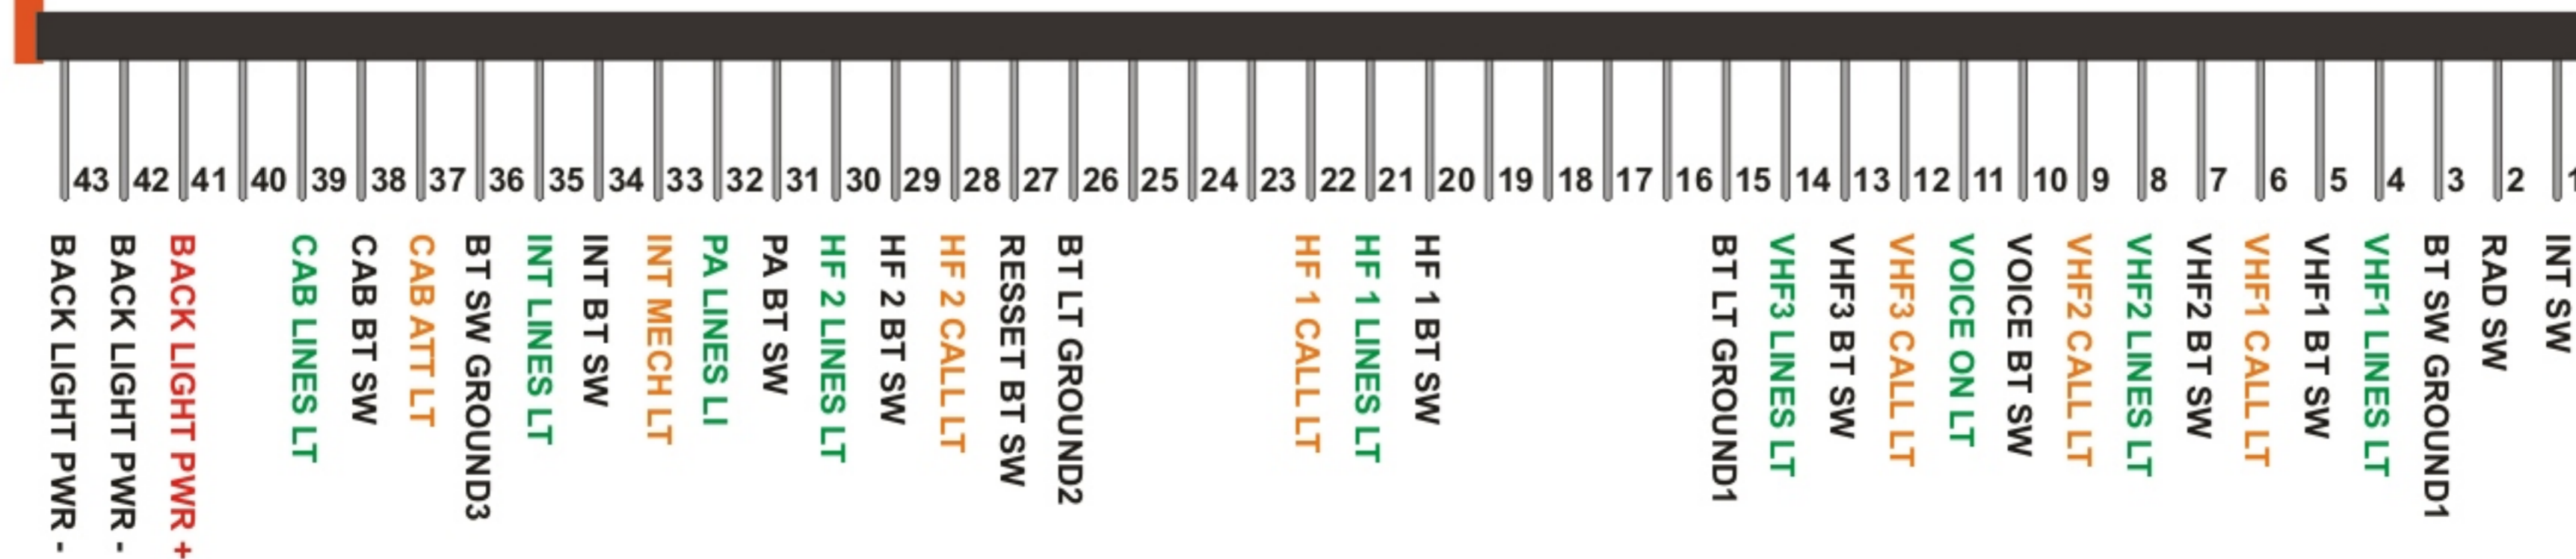 43 42 41 40 39 38 37 36 35 34 33 32 31 30 29 28 27 26 25 24 23 22 21 20 19 18 17 16 15 14 13 12 11 10 9 8 7 6 5 4 3 2 1
BACK LIGHT PWR -
BACK LIGHT PWR -
BACK LIGHT PWR +
CAB LINES LT
CAB BT SW
CAB ATT LT
BT SW GROUND3
INT LINES LT
INT BT SW
INT MECH LT
PA LINES LI
PA BT SW
HF 2 LINES LT
HF 2 BT SW
HF 2 CALL LT
RESSET BT SW
BT LT GROUND2
HF 1 CALL LT
HF 1 LINES LT
HF 1 BT SW
BT LT GROUND1
VHF3 LINES LT
VHF3 BT SW
VHF3 CALL LT
VOICE ON LT
VOICE BT SW
VHF2 CALL LT
VHF2 LINES LT
VHF2 BT SW
VHF1 CALL LT
VHF1 BT SW
VHF1 LINES LT
BT SW GROUND1
RAD SW
INT SW